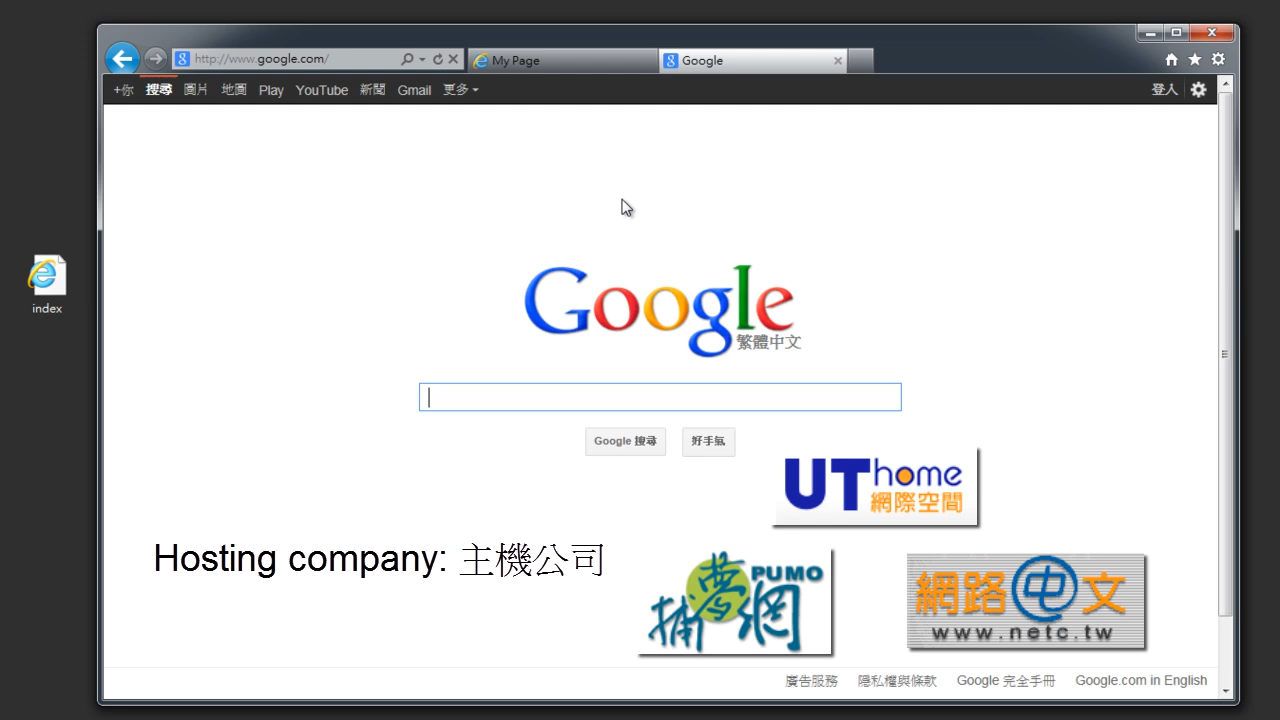 http://www.google.com/
My Page
Google
+你 搜尋 圖片 地圖 Play YouTube 新聞 Gmail 更多
登入
index
Google
繁體中文
Google 搜尋
好手氣
UThome
網際空間
Hosting company: 主機公司
PUMO
捕夢網
網路中文
www.netc.tw
廣告服務 隱私權與條款 Google 完全手冊 Google.com in English